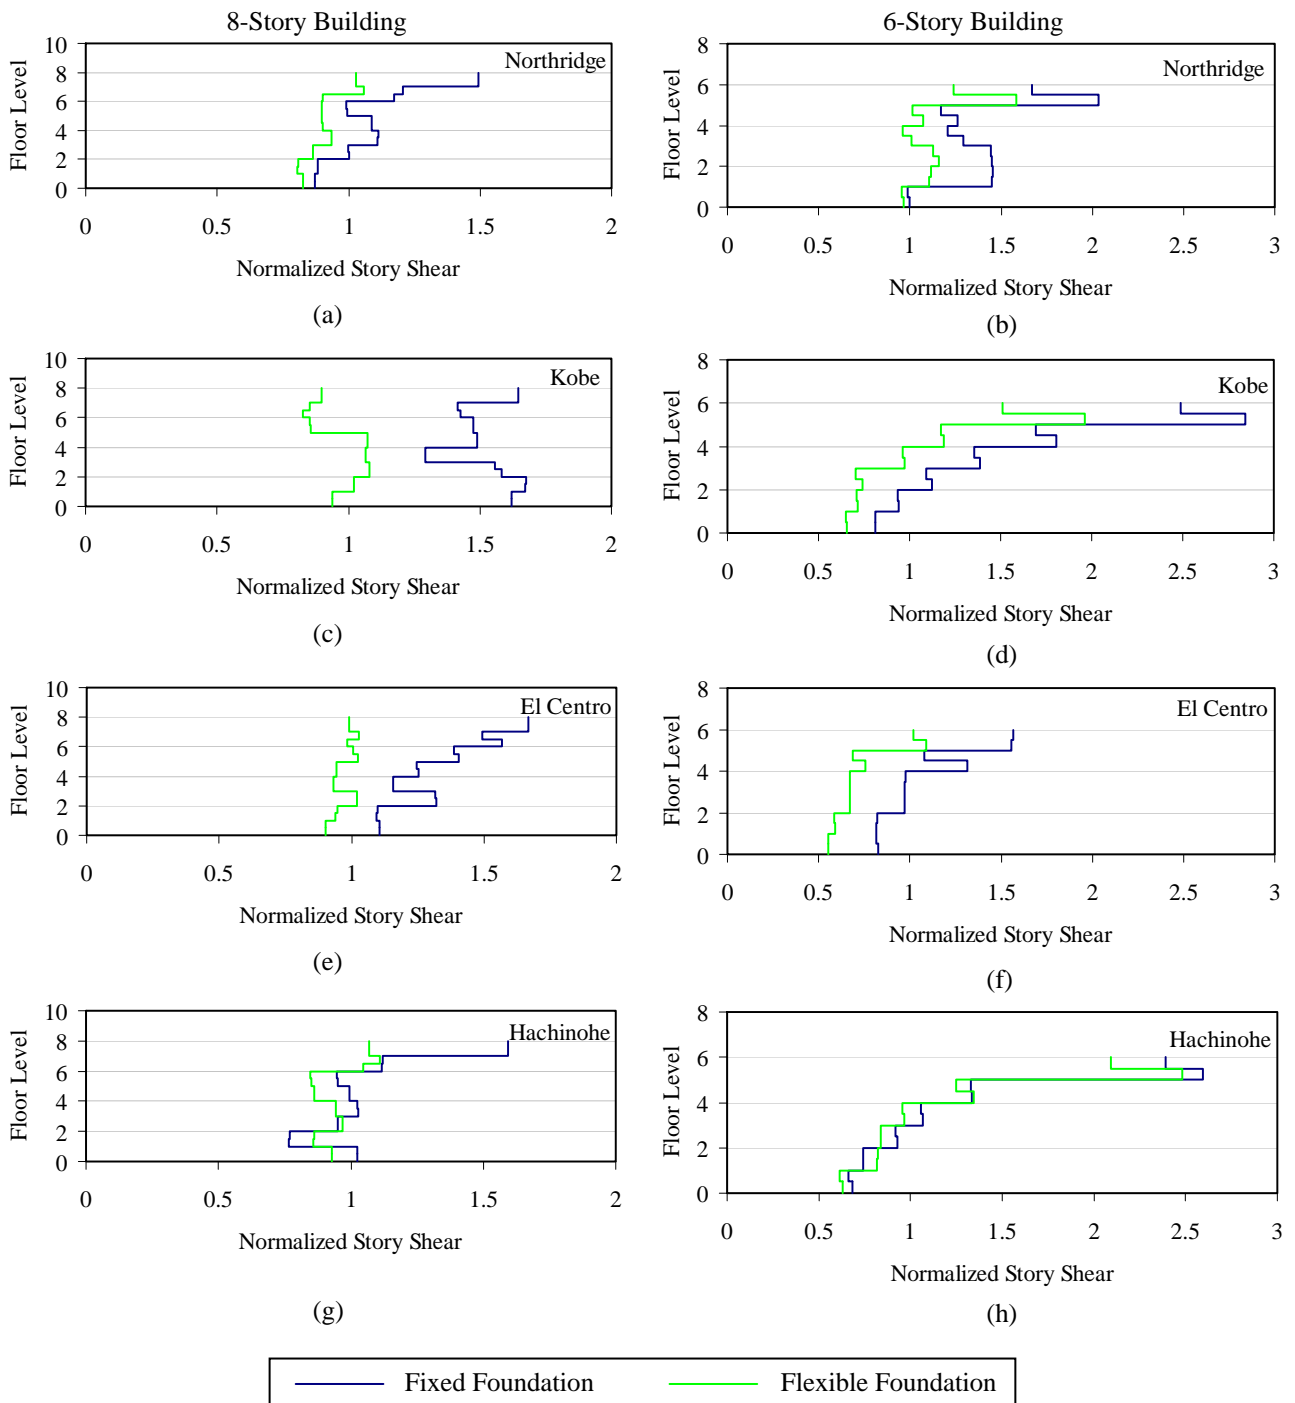 8-Story Building
10
8
6
4
2
0
Floor Level
Northridge
0 0.5 1 1.5 2
Normalized Story Shear
(a)
6-Story Building
8
6
4
2
0
Floor Level
Northridge
0 0.5 1 1.5 2 2.5 3
Normalized Story Shear
(b)
10
8
6
4
2
0
Floor Level
Kobe
0 0.5 1 1.5 2
Normalized Story Shear
(c)
8
6
4
2
0
Floor Level
Kobe
0 0.5 1 1.5 2 2.5 3
Normalized Story Shear
(d)
10
8
6
4
2
0
Floor Level
El Centro
0 0.5 1 1.5 2
Normalized Story Shear
(e)
8
6
4
2
0
Floor Level
El Centro
0 0.5 1 1.5 2 2.5 3
Normalized Story Shear
(f)
10
8
6
4
2
0
Floor Level
Hachinohe
0 0.5 1 1.5 2
Normalized Story Shear
(g)
8
6
4
2
0
Floor Level
Hachinohe
0 0.5 1 1.5 2 2.5 3
Normalized Story Shear
(h)
Fixed Foundation Flexible Foundation